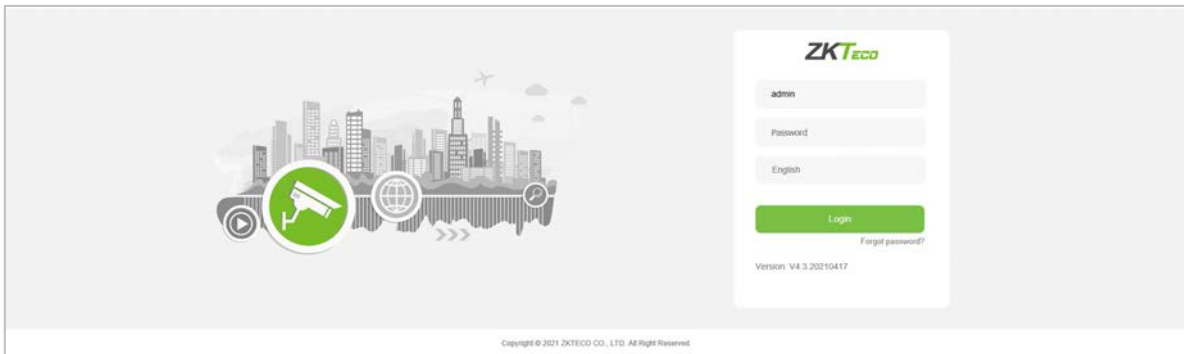 ZKTECO
admin
Password
English
Login
Forgot password?
Version: V4.3.20210417
Copyright © 2021 ZKTECO CO., LTD. All Right Reserved